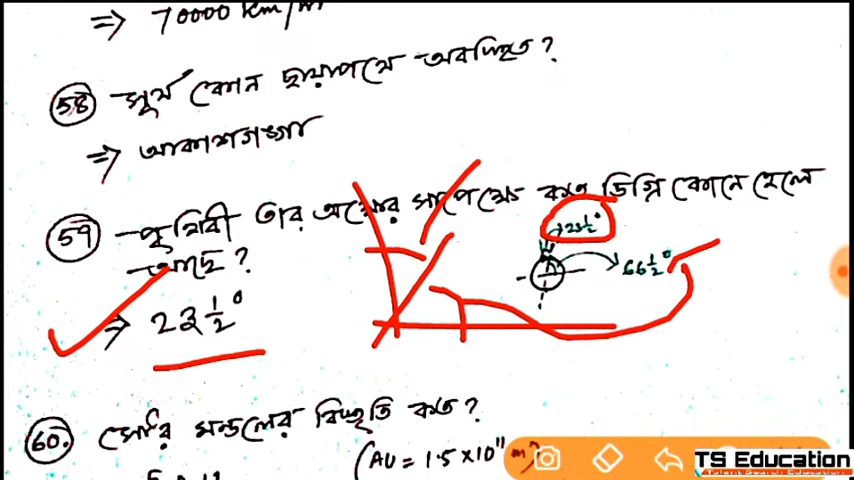 ⇒ 70000 km/
58 সূর্য কোন ছায়াপথে অবস্থিত?
⇒ আকাশগঙ্গা
59 পৃথিবী তার অক্ষের সাপেক্ষে কত ডিগ্রি কোনে হেলে
আছে?
23½°
66½°
⇒ 23½°
60. সৌর মন্ডলের বিস্তৃতি কত?
(AU = 1.5 × 10¹¹ m)
TS Education